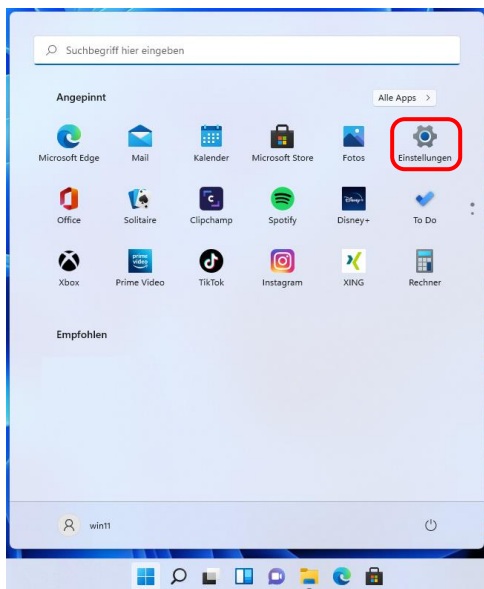 Suchbegriff hier eingeben
Angepinnt
Alle Apps >
Microsoft Edge Mail Kalender Microsoft Store Fotos Einstellungen
Office Solitaire Clipchamp Spotify Disney+ To Do
Xbox Prime Video TikTok Instagram XING Rechner
Empfohlen
win11